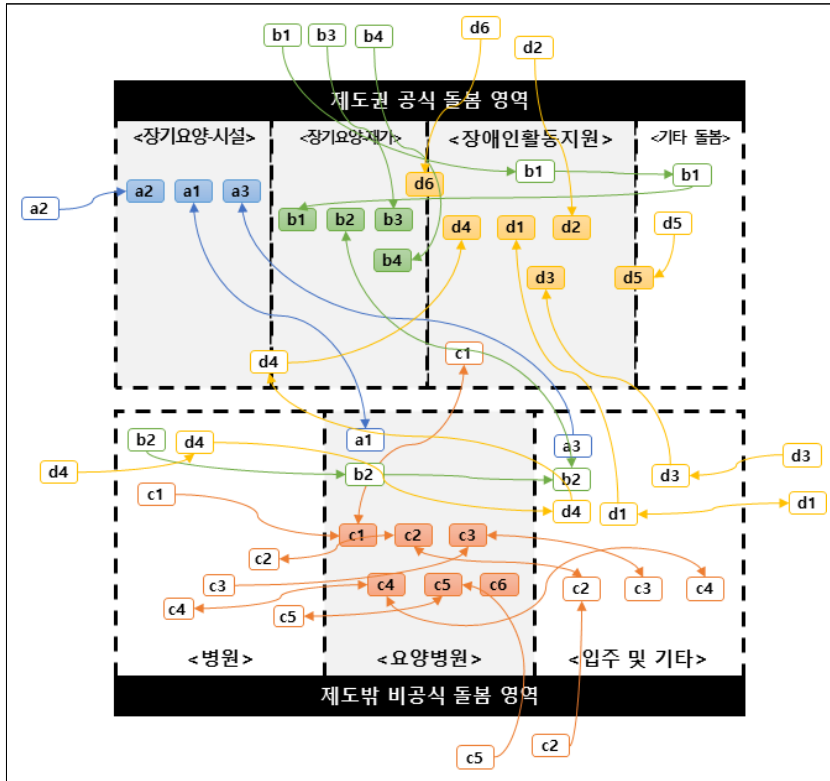 b1 b3 b4 d6 d2
제도권 공식 돌봄 영역
<장기요양-시설> <장기요양-재가> <장애인활동지원> <기타 돌봄>
b1 b1
a2 a2 a1 a3 d6
b1 b2 b3 d4 d1 d2 d5
b4 d3 d5
d4 c1
b2 d4 a1 a3
d4 b2 b2 d3 d3
c1 d4 d1 d1
c1 c2 c3
c2
c3 c4 c5 c6 c2 c3 c4
c4 c5
<병원> <요양병원> <입주 및 기타>
제도밖 비공식 돌봄 영역
c5 c2